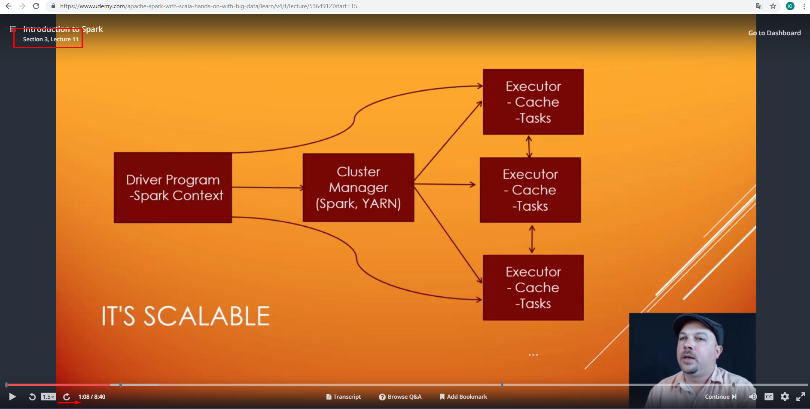 Introduction to Spark
Section 3, Lecture 11
Go to Dashboard
Driver Program
-Spark Context
Cluster
Manager
(Spark, YARN)
Executor
- Cache
-Tasks
Executor
- Cache
-Tasks
Executor
- Cache
-Tasks
IT'S SCALABLE
...
1:08 / 8:40
Transcript
Browse Q&A
Add Bookmark
Continue